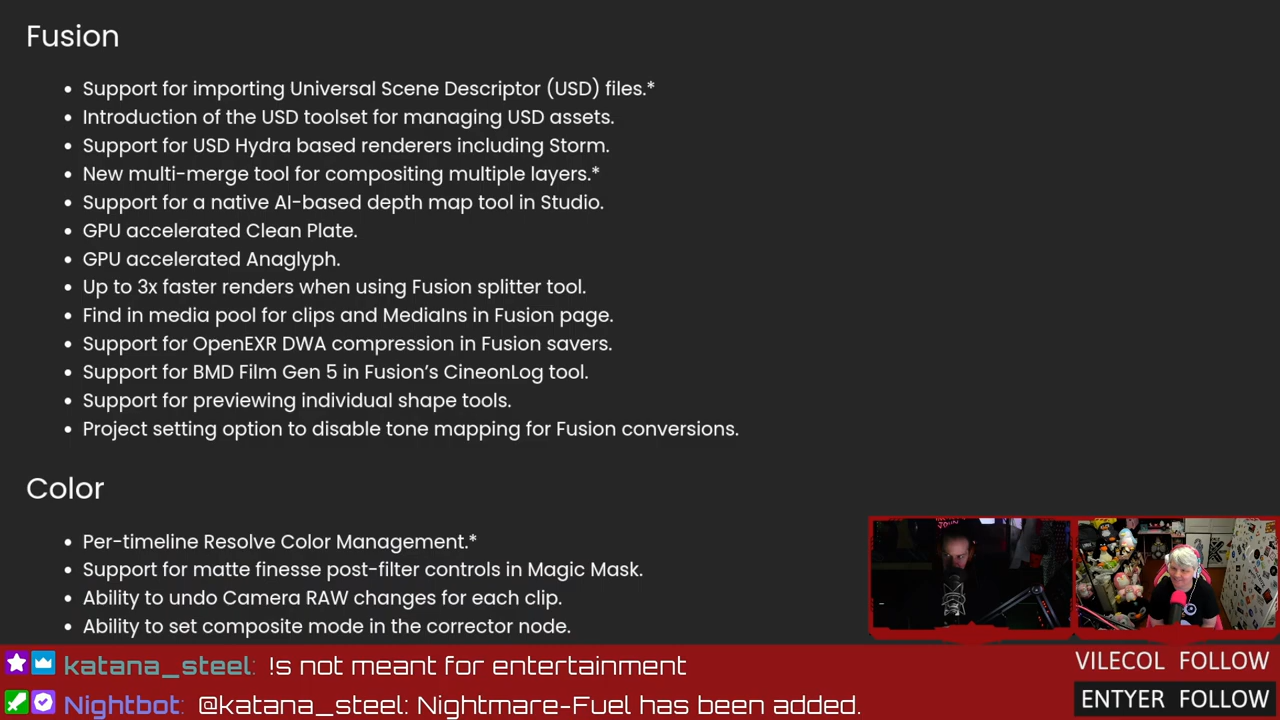 Fusion
Support for importing Universal Scene Descriptor (USD) files.*
Introduction of the USD toolset for managing USD assets.
Support for USD Hydra based renderers including Storm.
New multi-merge tool for compositing multiple layers.*
Support for a native AI-based depth map tool in Studio.
GPU accelerated Clean Plate.
GPU accelerated Anaglyph.
Up to 3x faster renders when using Fusion splitter tool.
Find in media pool for clips and MediaIns in Fusion page.
Support for OpenEXR DWA compression in Fusion savers.
Support for BMD Film Gen 5 in Fusion’s CineonLog tool.
Support for previewing individual shape tools.
Project setting option to disable tone mapping for Fusion conversions.
Color
Per-timeline Resolve Color Management.*
Support for matte finesse post-filter controls in Magic Mask.
Ability to undo Camera RAW changes for each clip.
Ability to set composite mode in the corrector node.
katana_steel: !s not meant for entertainment
Nightbot: @katana_steel: Nightmare-Fuel has been added.
VILECOL FOLLOW
ENTYER FOLLOW